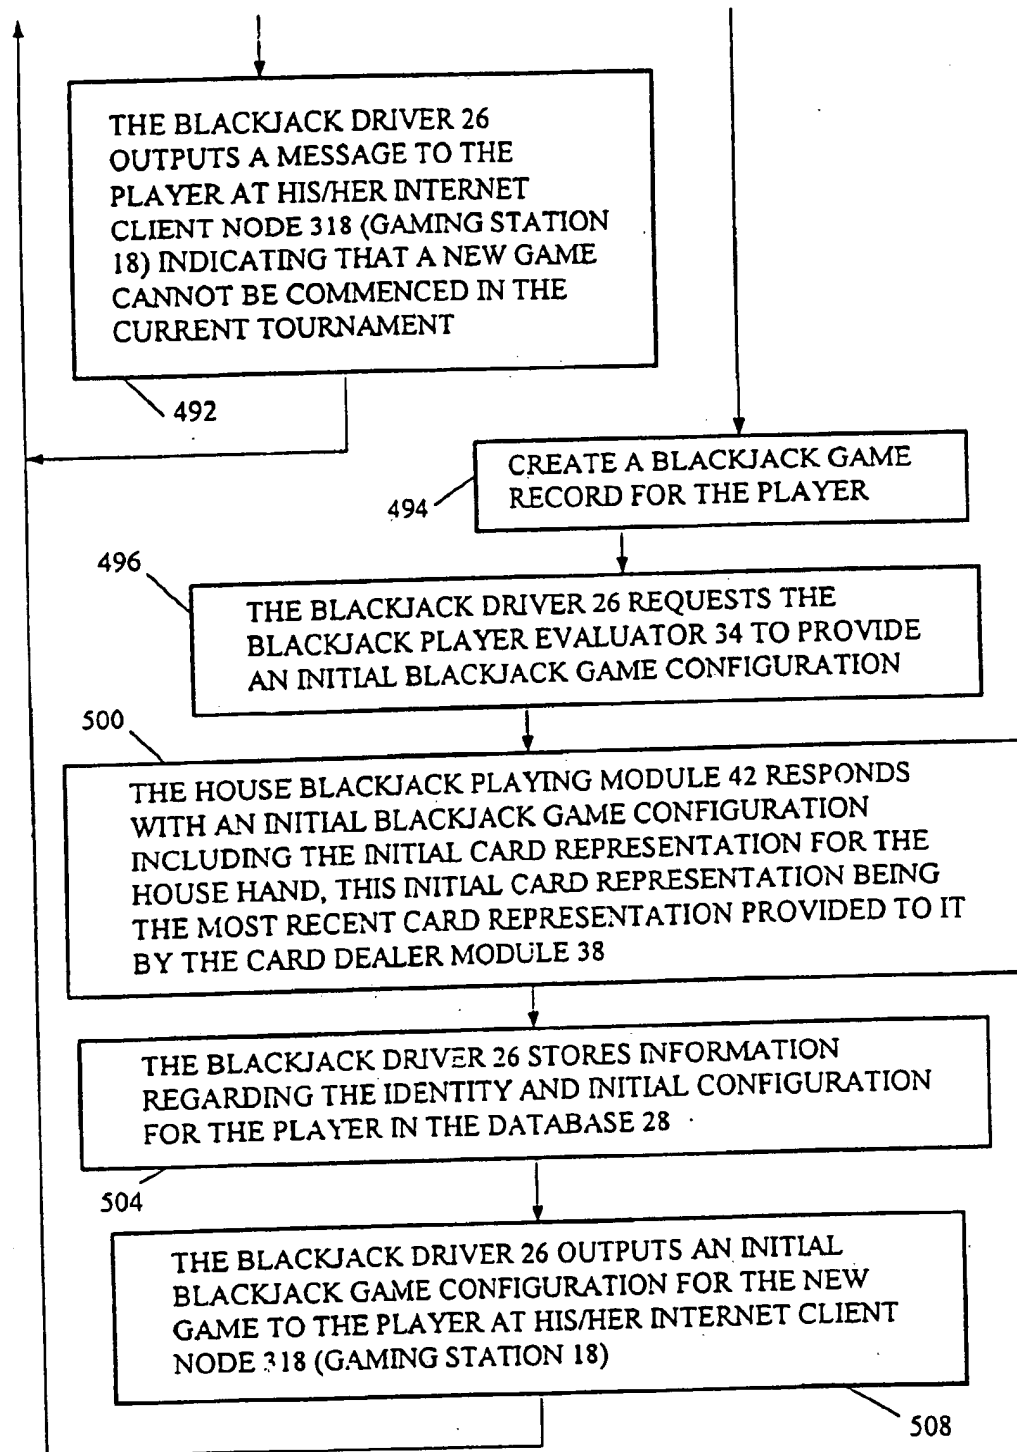 THE BLACKJACK DRIVER 26
OUTPUTS A MESSAGE TO THE
PLAYER AT HIS/HER INTERNET
CLIENT NODE 318 (GAMING STATION
18) INDICATING THAT A NEW GAME
CANNOT BE COMMENCED IN THE
CURRENT TOURNAMENT
492
CREATE A BLACKJACK GAME
RECORD FOR THE PLAYER
494
496
THE BLACKJACK DRIVER 26 REQUESTS THE
BLACKJACK PLAYER EVALUATOR 34 TO PROVIDE
AN INITIAL BLACKJACK GAME CONFIGURATION
500
THE HOUSE BLACKJACK PLAYING MODULE 42 RESPONDS
WITH AN INITIAL BLACKJACK GAME CONFIGURATION
INCLUDING THE INITIAL CARD REPRESENTATION FOR THE
HOUSE HAND, THIS INITIAL CARD REPRESENTATION BEING
THE MOST RECENT CARD REPRESENTATION PROVIDED TO IT
BY THE CARD DEALER MODULE 38
THE BLACKJACK DRIVER 26 STORES INFORMATION
REGARDING THE IDENTITY AND INITIAL CONFIGURATION
FOR THE PLAYER IN THE DATABASE 28
504
THE BLACKJACK DRIVER 26 OUTPUTS AN INITIAL
BLACKJACK GAME CONFIGURATION FOR THE NEW
GAME TO THE PLAYER AT HIS/HER INTERNET CLIENT
NODE 318 (GAMING STATION 18)
508